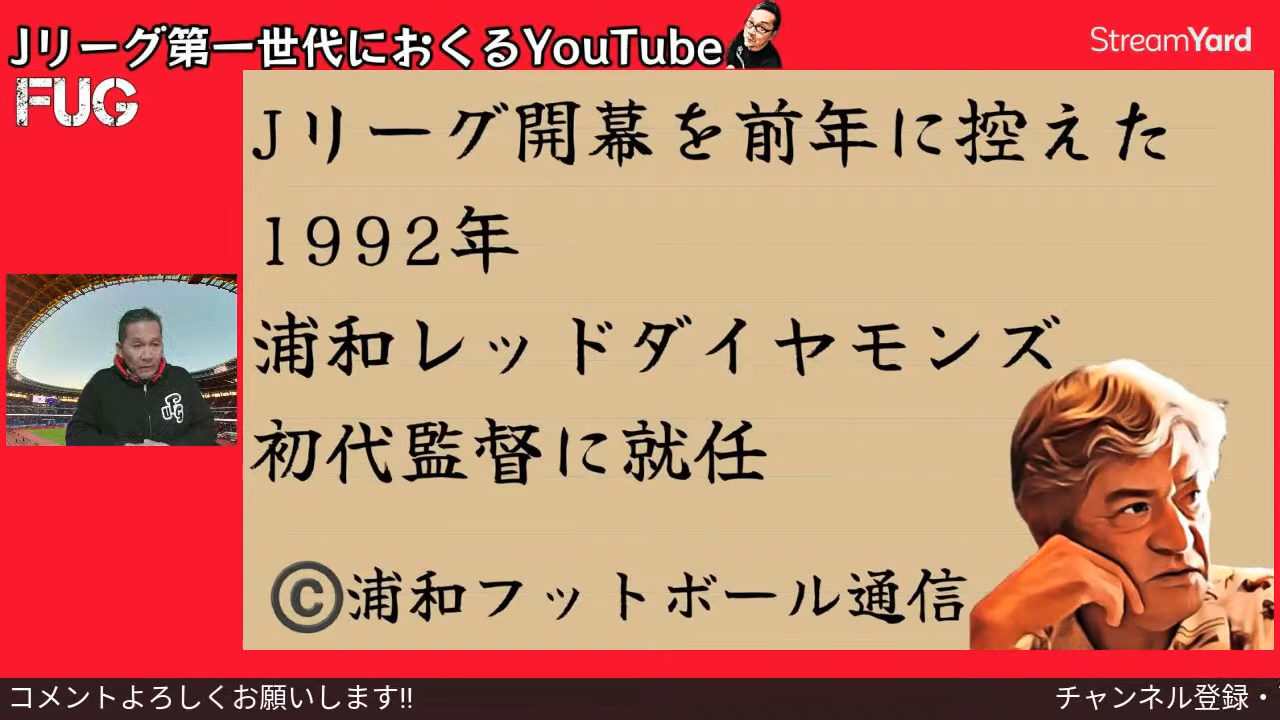 Jリーグ第一世代におくるYouTube
StreamYard
FUG
Jリーグ開幕を前年に控えた
1992年
浦和レッドダイヤモンズ
初代監督に就任
©浦和フットボール通信
コメントよろしくお願いします!!
チャンネル登録・